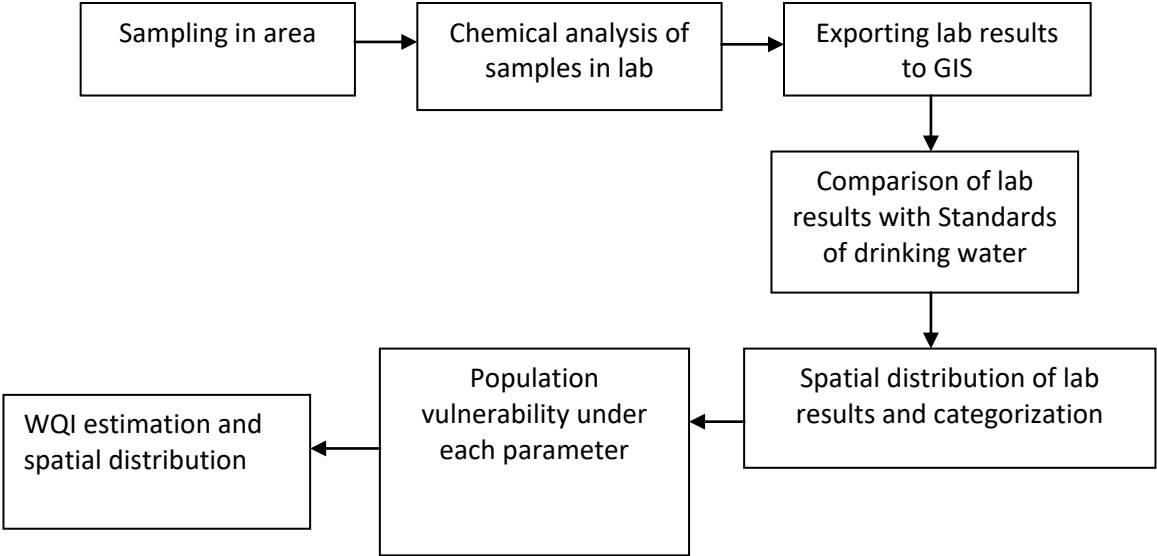 Sampling in area
Chemical analysis of
samples in lab
Exporting lab results
to GIS
Comparison of lab
results with Standards
of drinking water
Spatial distribution of lab
results and categorization
Population
vulnerability under
each parameter
WQI estimation and
spatial distribution